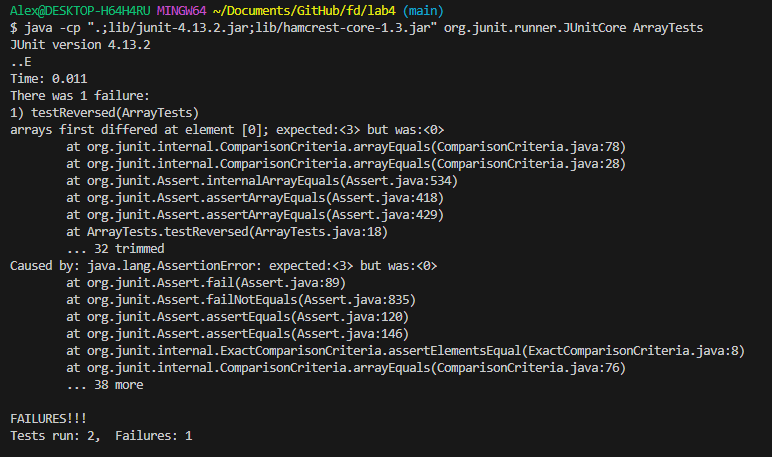 Alex@DESKTOP-H64H4RU MINGW64 ~/Documents/GitHub/fd/lab4 (main)
$ java -cp ".;lib/junit-4.13.2.jar;lib/hamcrest-core-1.3.jar" org.junit.runner.JUnitCore ArrayTests
JUnit version 4.13.2
..E
Time: 0.011
There was 1 failure:
1) testReversed(ArrayTests)
arrays first differed at element [0]; expected:<3> but was:<0>
        at org.junit.internal.ComparisonCriteria.arrayEquals(ComparisonCriteria.java:78)
        at org.junit.internal.ComparisonCriteria.arrayEquals(ComparisonCriteria.java:28)
        at org.junit.Assert.internalArrayEquals(Assert.java:534)
        at org.junit.Assert.assertArrayEquals(Assert.java:418)
        at org.junit.Assert.assertArrayEquals(Assert.java:429)
        at ArrayTests.testReversed(ArrayTests.java:18)
        ... 32 trimmed
Caused by: java.lang.AssertionError: expected:<3> but was:<0>
        at org.junit.Assert.fail(Assert.java:89)
        at org.junit.Assert.failNotEquals(Assert.java:835)
        at org.junit.Assert.assertEquals(Assert.java:120)
        at org.junit.Assert.assertEquals(Assert.java:146)
        at org.junit.internal.ExactComparisonCriteria.assertElementsEqual(ExactComparisonCriteria.java:8)
        at org.junit.internal.ComparisonCriteria.arrayEquals(ComparisonCriteria.java:76)
        ... 38 more

FAILURES!!!
Tests run: 2,  Failures: 1